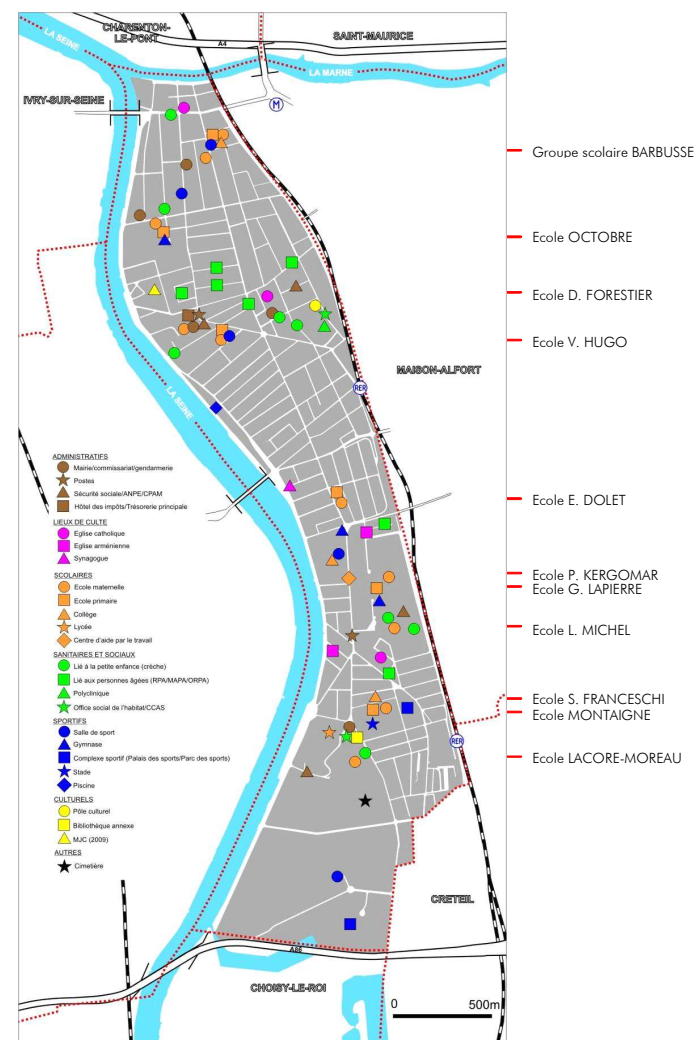 CHARENTON-
LE-PONT
SAINT-MAURICE
LA SEINE
A4
LA MARNE
IVRY-SUR-SEINE
M
Groupe scolaire BARBUSSE
Ecole OCTOBRE
Ecole D. FORESTIER
Ecole V. HUGO
MAISON-ALFORT
RER
LA SEINE
ADMINISTRATIFS
Mairie/commissariat/gendarmerie
Postes
Sécurité sociale/ANPE/CPAM
Hôtel des impôts/Trésorerie principale
LIEUX DE CULTE
Eglise catholique
Eglise arménienne
Synagogue
SCOLAIRES
Ecole maternelle
Ecole primaire
Collège
Lycée
Centre d'aide par le travail
SANITAIRES ET SOCIAUX
Lié à la petite enfance (crèche)
Lié aux personnes âgées (RPA/MAPA/ORPA)
Polyclinique
Office social de l'habitat/CCAS
SPORTIFS
Salle de sport
Gymnase
Complexe sportif (Palais des sports/Parc des sports)
Stade
Piscine
CULTURELS
Pôle culturel
Bibliothèque annexe
MJC (2009)
AUTRES
Cimetière
Ecole E. DOLET
Ecole P. KERGOMAR
Ecole G. LAPIERRE
Ecole L. MICHEL
Ecole S. FRANCESCHI
Ecole MONTAIGNE
RER
Ecole LACORE-MOREAU
CRETEIL
A86
CHOISY-LE-ROI
0 500m